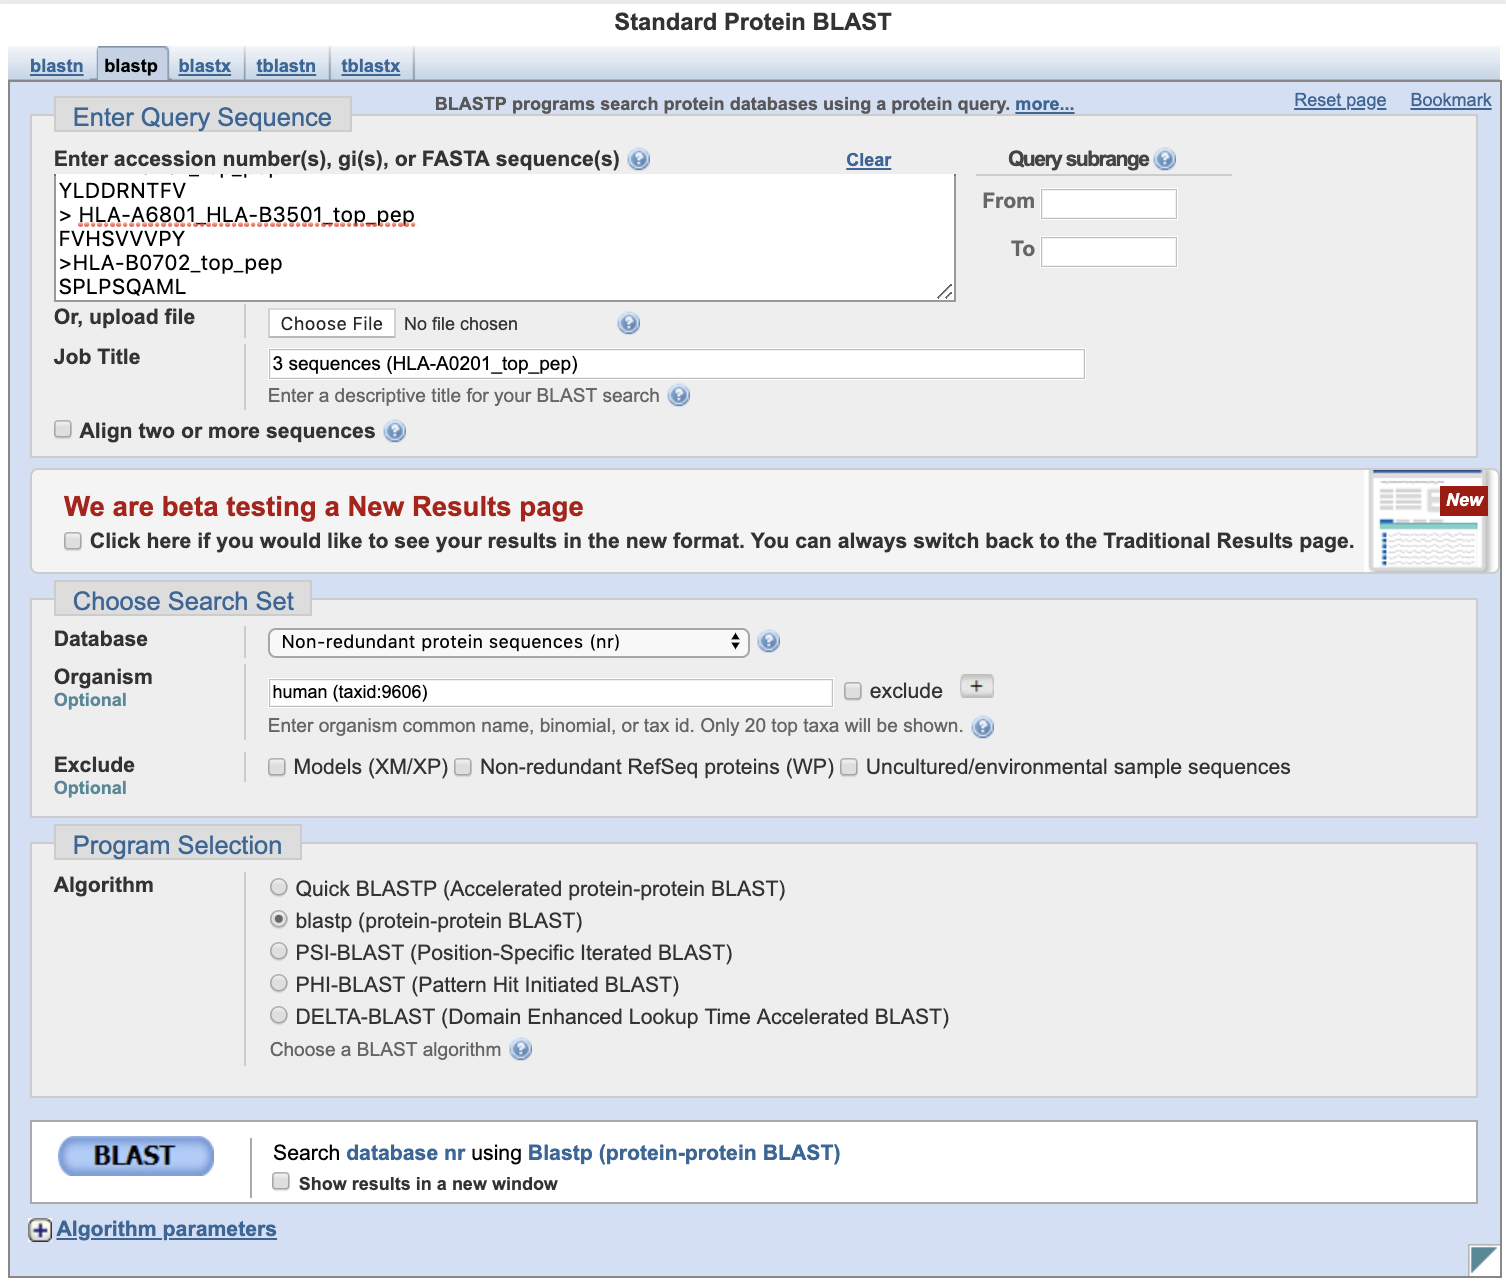 Standard Protein BLAST
blastn blastp blastx tblastn tblastx
Enter Query Sequence
BLASTP programs search protein databases using a protein query. more...
Reset page Bookmark
Enter accession number(s), gi(s), or FASTA sequence(s) Clear
Query subrange
YLDDRNTFV
> HLA-A6801_HLA-B3501_top_pep
FVHSVVVPY
>HLA-B0702_top_pep
SPLPSQAML
From
To
Or, upload file Choose File No file chosen
Job Title 3 sequences (HLA-A0201_top_pep)
Enter a descriptive title for your BLAST search
Align two or more sequences
We are beta testing a New Results page
Click here if you would like to see your results in the new format. You can always switch back to the Traditional Results page.
New
Choose Search Set
Database Non-redundant protein sequences (nr)
Organism
Optional
human (taxid:9606) exclude +
Enter organism common name, binomial, or tax id. Only 20 top taxa will be shown.
Exclude
Optional
Models (XM/XP) Non-redundant RefSeq proteins (WP) Uncultured/environmental sample sequences
Program Selection
Algorithm
Quick BLASTP (Accelerated protein-protein BLAST)
blastp (protein-protein BLAST)
PSI-BLAST (Position-Specific Iterated BLAST)
PHI-BLAST (Pattern Hit Initiated BLAST)
DELTA-BLAST (Domain Enhanced Lookup Time Accelerated BLAST)
Choose a BLAST algorithm
BLAST
Search database nr using Blastp (protein-protein BLAST)
Show results in a new window
Algorithm parameters